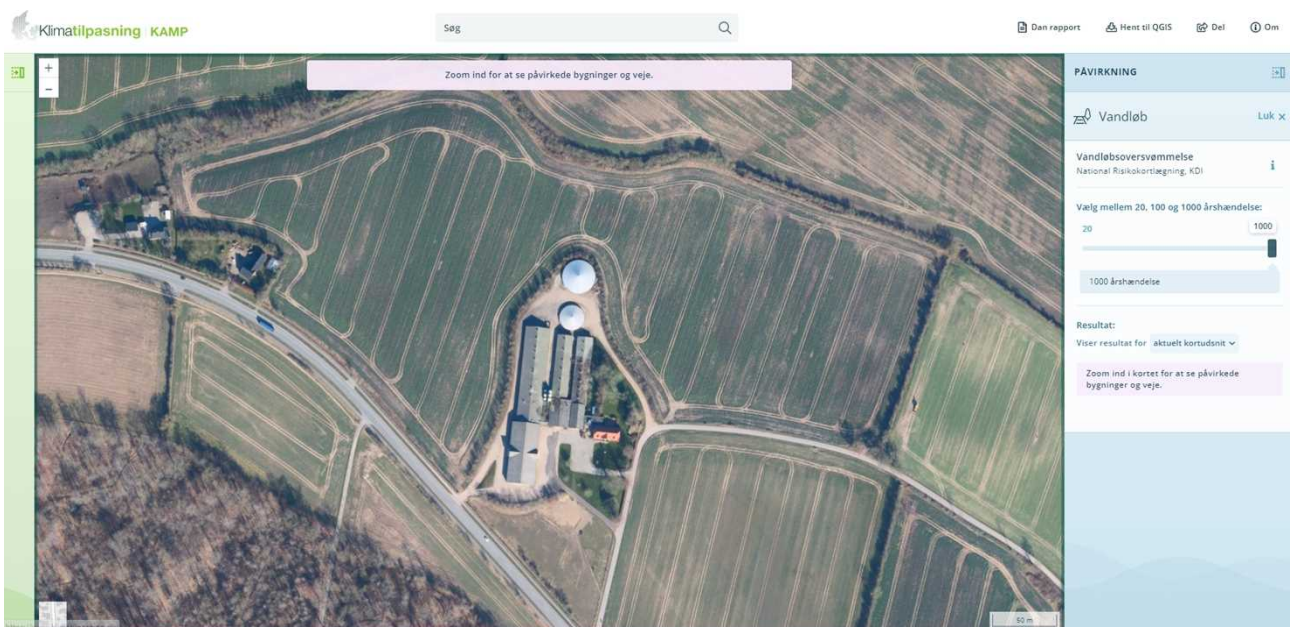 Klimatilpasning KAMP
Søg
Dan rapport
Hent til QGIS
Del
Om
+
−
Zoom ind for at se påvirkede bygninger og veje.
PÅVIRKNING
Vandløb
Luk ×
Vandløbsoversvømmelse
National Risikokortlægning, KDI
Vælg mellem 20, 100 og 1000 årshændelse:
20
1000
1000 årshændelse
Resultat:
Viser resultat for aktuelt kortudsnit
Zoom ind i kortet for at se påvirkede
bygninger og veje.
50 m